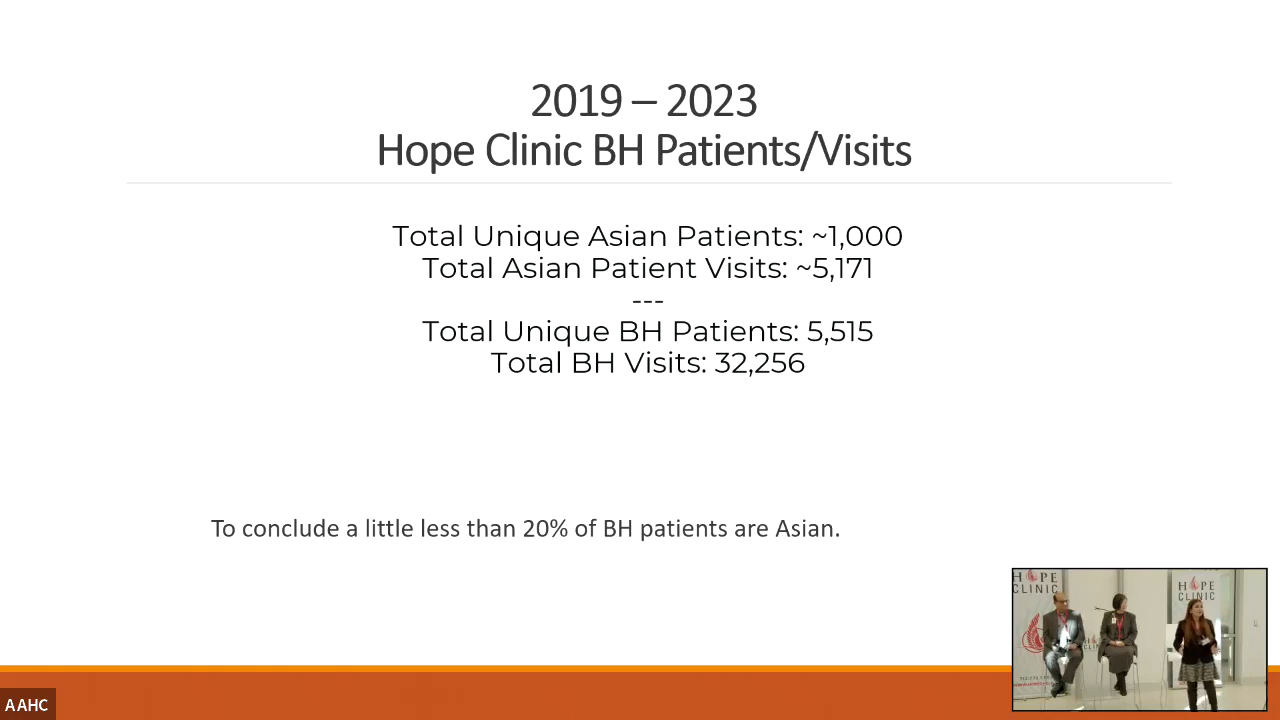 2019 – 2023
Hope Clinic BH Patients/Visits
Total Unique Asian Patients: ~1,000
Total Asian Patient Visits: ~5,171
---
Total Unique BH Patients: 5,515
Total BH Visits: 32,256
To conclude a little less than 20% of BH patients are Asian.
HOPE
CLINIC
HOPE
CLINIC
AAHC